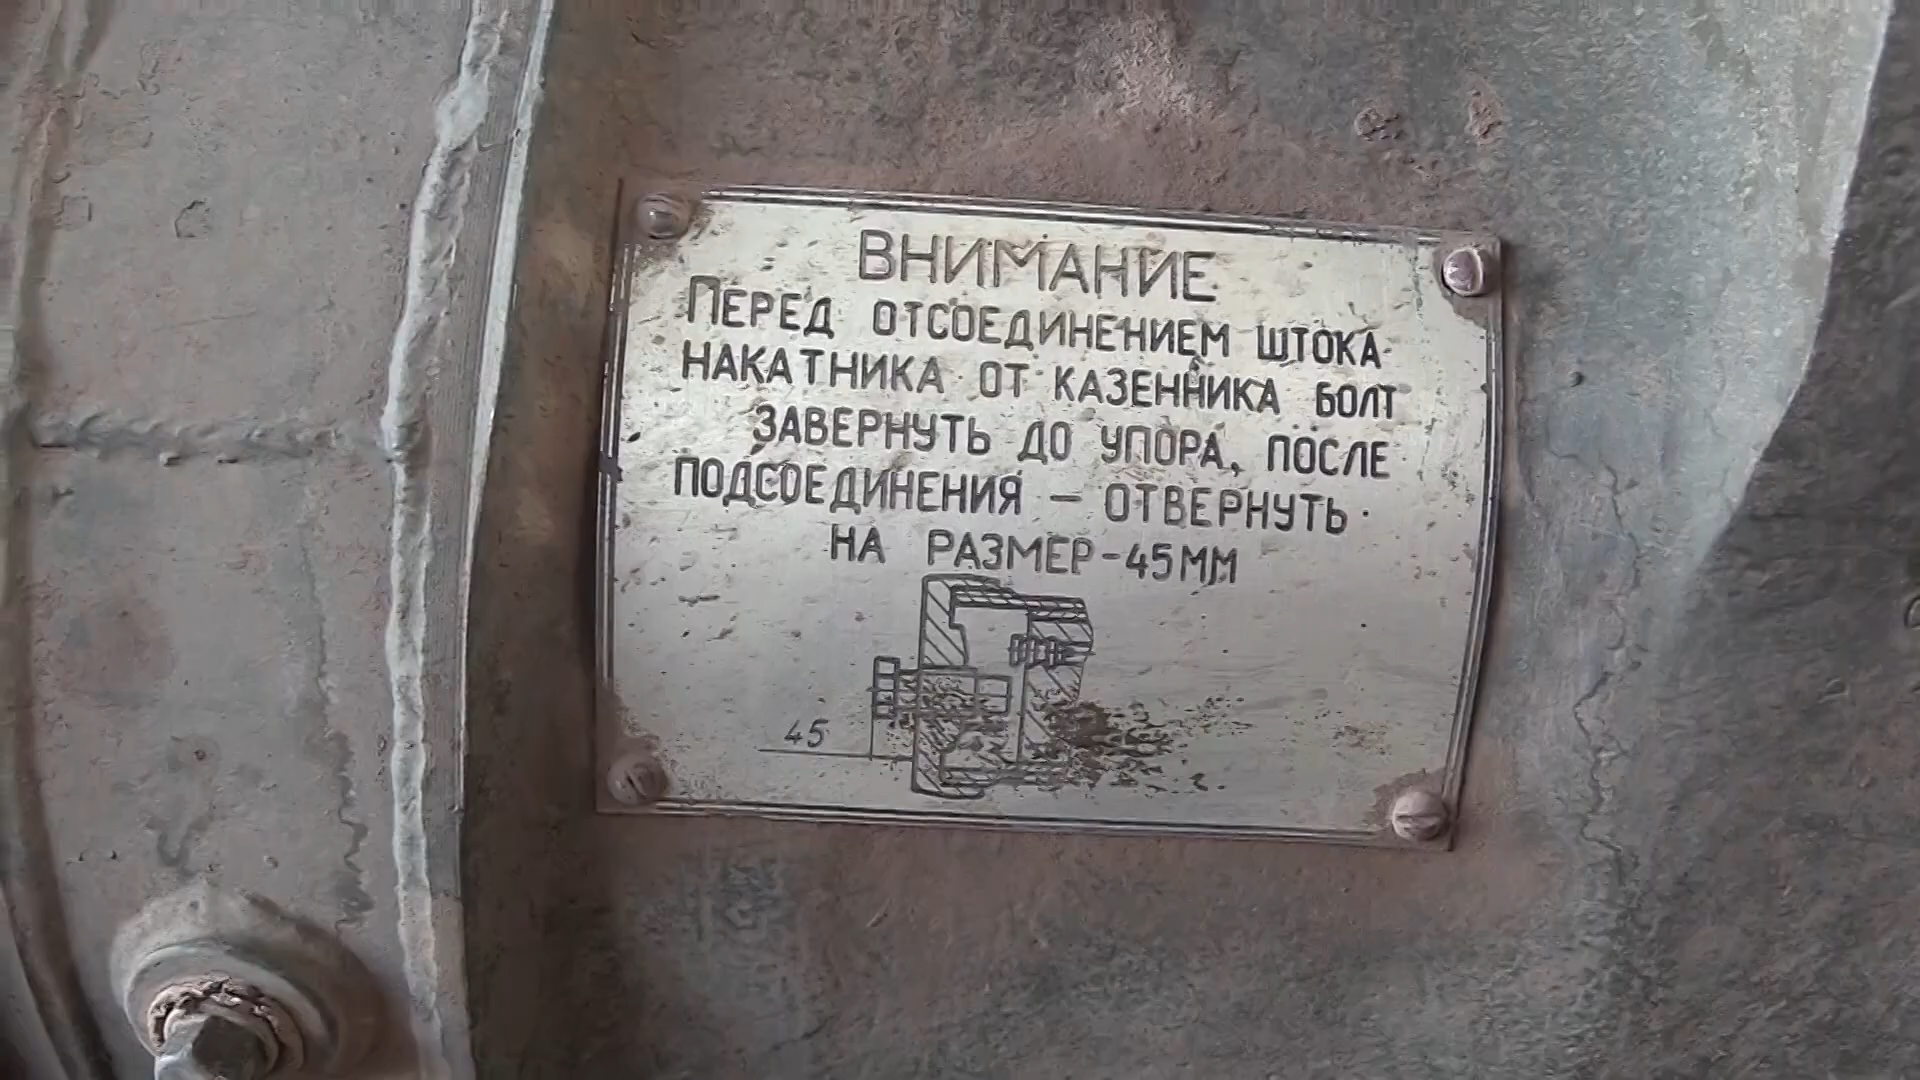 ВНИМАНИЕ
ПЕРЕД ОТСОЕДИНЕНИЕМ ШТОКА
НАКАТНИКА ОТ КАЗЕННИКА БОЛТ
ЗАВЕРНУТЬ ДО УПОРА, ПОСЛЕ
ПОДСОЕДИНЕНИЯ – ОТВЕРНУТЬ
НА РАЗМЕР-45ММ
45